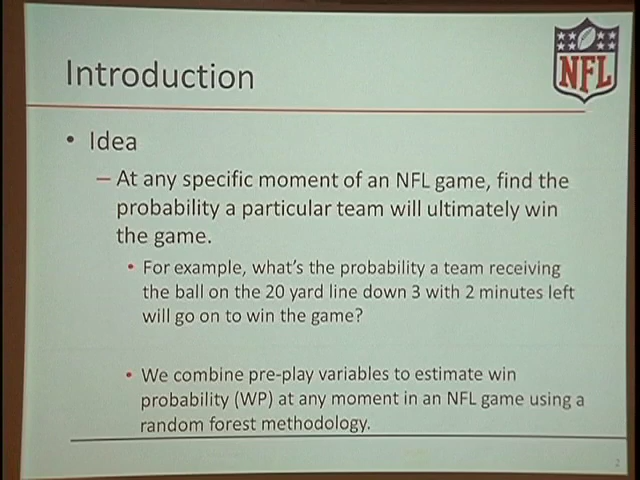 Introduction
NFL
• Idea
– At any specific moment of an NFL game, find the
probability a particular team will ultimately win
the game.
• For example, what's the probability a team receiving
the ball on the 20 yard line down 3 with 2 minutes left
will go on to win the game?
• We combine pre-play variables to estimate win
probability (WP) at any moment in an NFL game using a
random forest methodology.
2